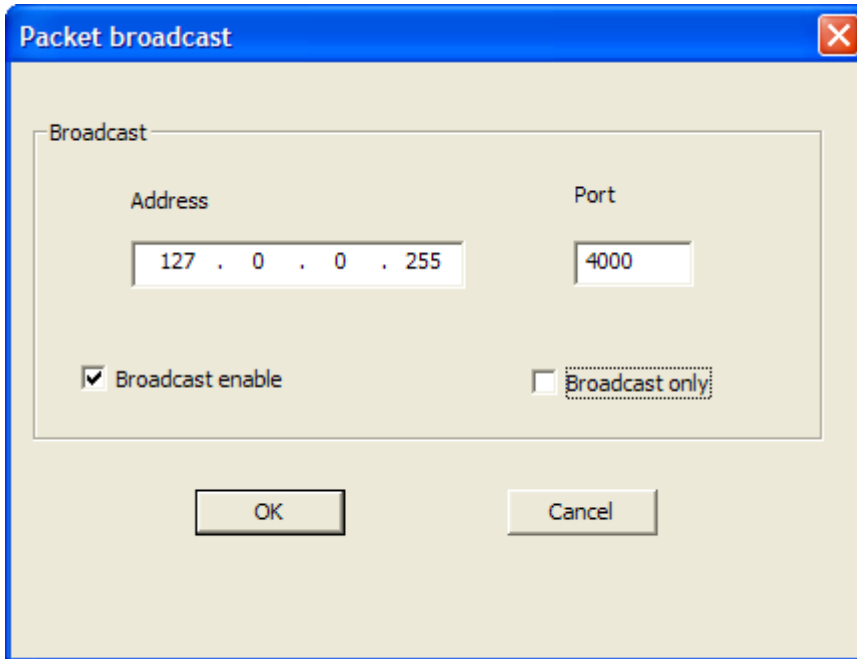 Packet broadcast
Broadcast
Address Port
127 . 0 . 0 . 255 4000
Broadcast enable Broadcast only
OK Cancel